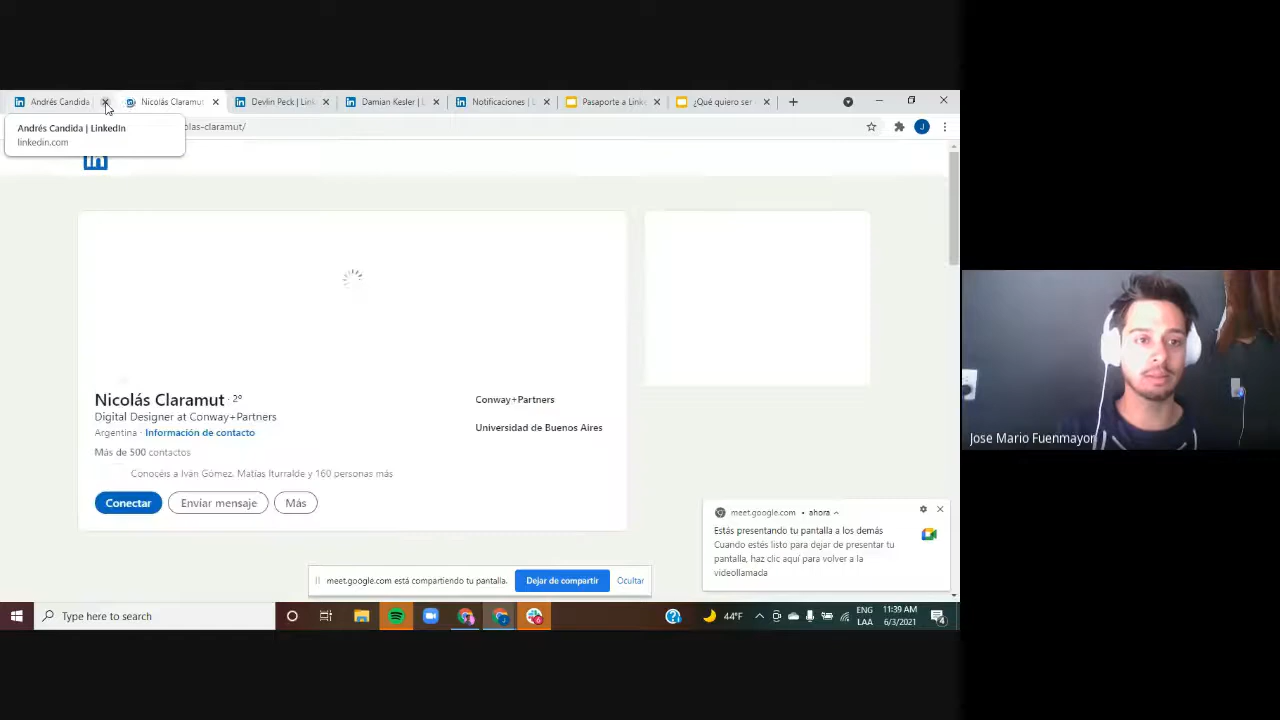 Andrés Candida
Nicolás Claramut
Devlin Peck | Link
Damian Kesler | L
Notificaciones | L
Pasaporte a Linke
¿Qué quiero ser
Andrés Candida | LinkedIn
linkedin.com
olas-claramut/
J
in
Nicolás Claramut · 2º
Digital Designer at Conway+Partners
Argentina · Información de contacto
Más de 500 contactos
Conocéis a Iván Gómez, Matías Iturralde y 160 personas más
Conectar
Enviar mensaje
Más
Conway+Partners
Universidad de Buenos Aires
meet.google.com • ahora
Estás presentando tu pantalla a los demás
Cuando estés listo para dejar de presentar tu
pantalla, haz clic aquí para volver a la
videollamada
meet.google.com está compartiendo tu pantalla.
Dejar de compartir
Ocultar
Jose Mario Fuenmayor
Type here to search
44°F
ENG
LAA
11:39 AM
6/3/2021
4